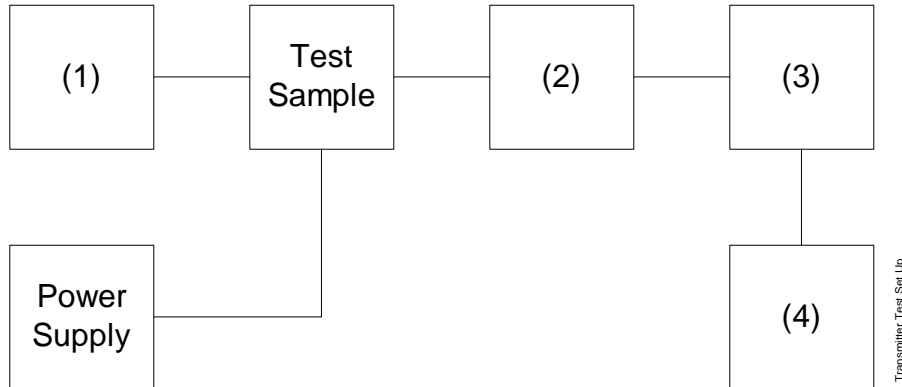 (1)
Test
Sample
(2)
(3)
Power
Supply
(4)
Transmitter Test Set Up